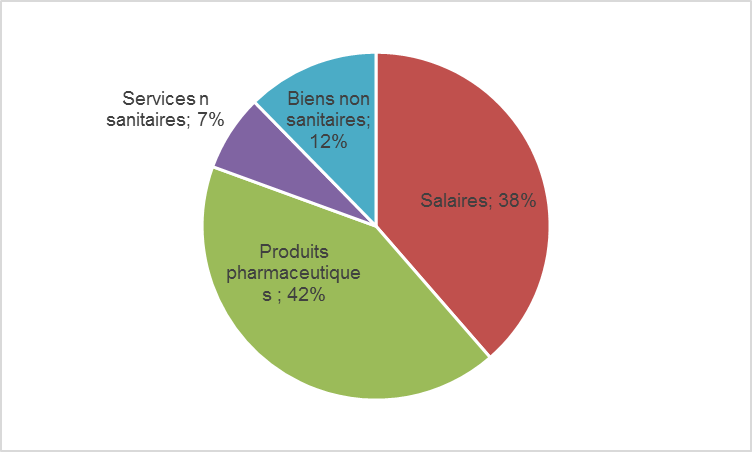 Services n
sanitaires; 7%
Biens non
sanitaires;
12%
Salaires; 38%
Produits
pharmaceutique
s ; 42%